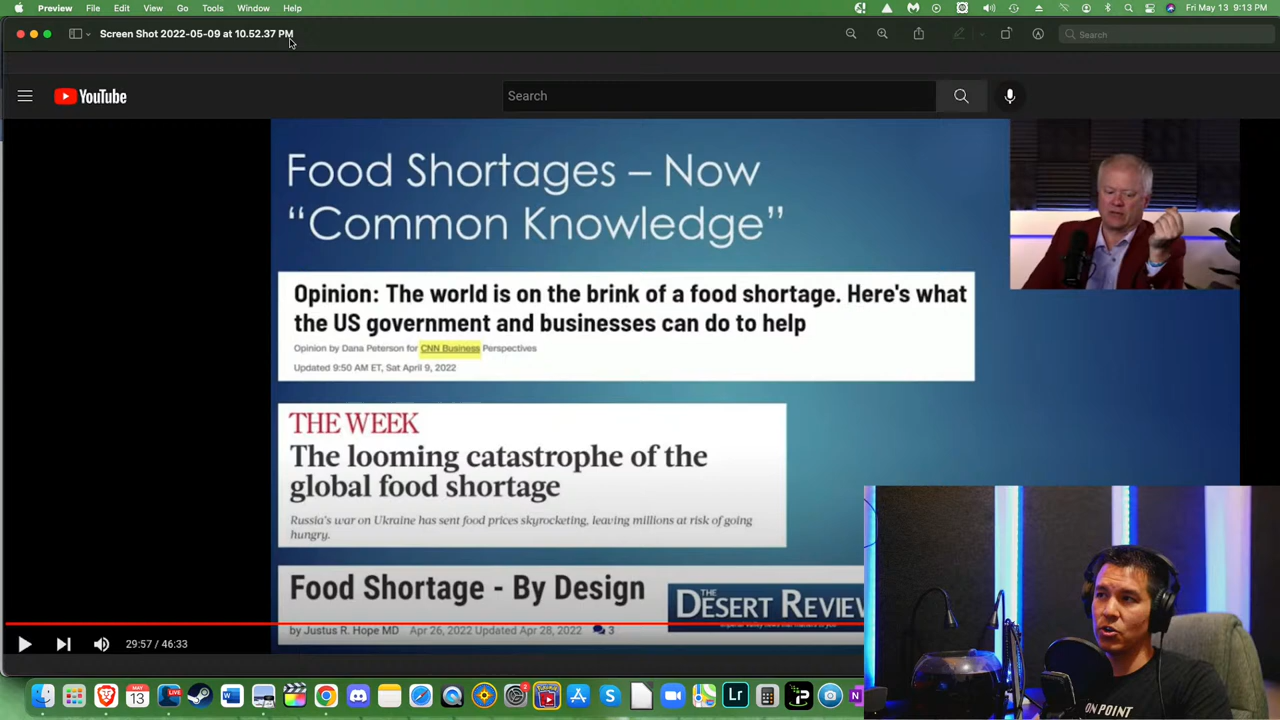 Preview File Edit View Go Tools Window Help
Fri May 13 9:13 PM
Screen Shot 2022-05-09 at 10.52.37 PM
Search
YouTube
Search
Food Shortages – Now
“Common Knowledge”
Opinion: The world is on the brink of a food shortage. Here's what
the US government and businesses can do to help
Opinion by Dana Peterson for CNN Business Perspectives
Updated 9:50 AM ET, Sat April 9, 2022
THE WEEK
The looming catastrophe of the
global food shortage
Russia's war on Ukraine has sent food prices skyrocketing, leaving millions at risk of going
hungry.
Food Shortage - By Design
THE
DESERT REVIEW
by Justus R. Hope MD Apr 26, 2022 Updated Apr 28, 2022 3
29:57 / 46:33
ON POINT
MAY
13
LIVE
W
Lr
iP
N